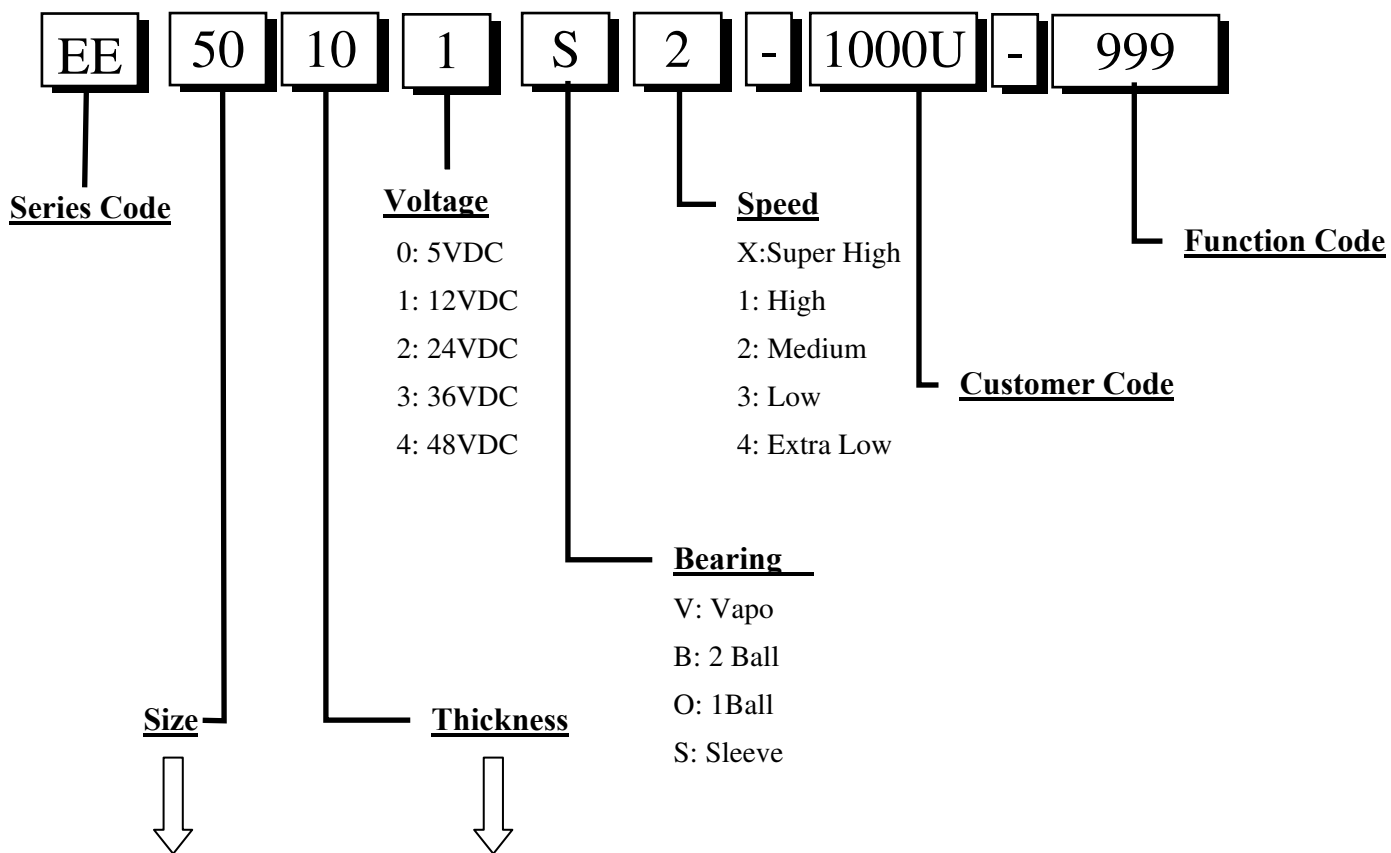 EE 50 10 1 S 2 - 1000U - 999
Series Code
Voltage
0: 5VDC
1: 12VDC
2: 24VDC
3: 36VDC
4: 48VDC
Speed
X:Super High
1: High
2: Medium
3: Low
4: Extra Low
Function Code
Customer Code
Bearing
V: Vapo
B: 2 Ball
O: 1Ball
S: Sleeve
Size
Thickness